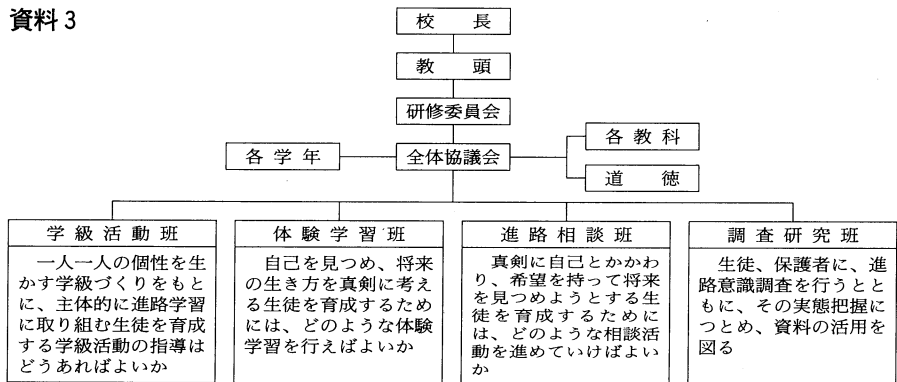 資料3
校長
教頭
研修委員会
各学年
全体協議会
各教科
道徳
学級活動班
一人一人の個性を生
かす学級づくりをもと
に、主体的に進路学習
に取り組む生徒を育成
する学級活動の指導は
どうあればよいか
体験学習班
自己を見つめ、将来
の生き方を真剣に考え
る生徒を育成するため
には、どのような体験
学習を行えばよいか
進路相談班
真剣に自己とかかわ
り、希望を持って将来
を見つめようとする生
徒を育成するためには
は、どのような相談活
動を進めていけばよい
か
調査研究班
生徒、保護者に、進
路意識調査を行うとと
もに、その実態把握に
つとめ、資料の活用を
図る